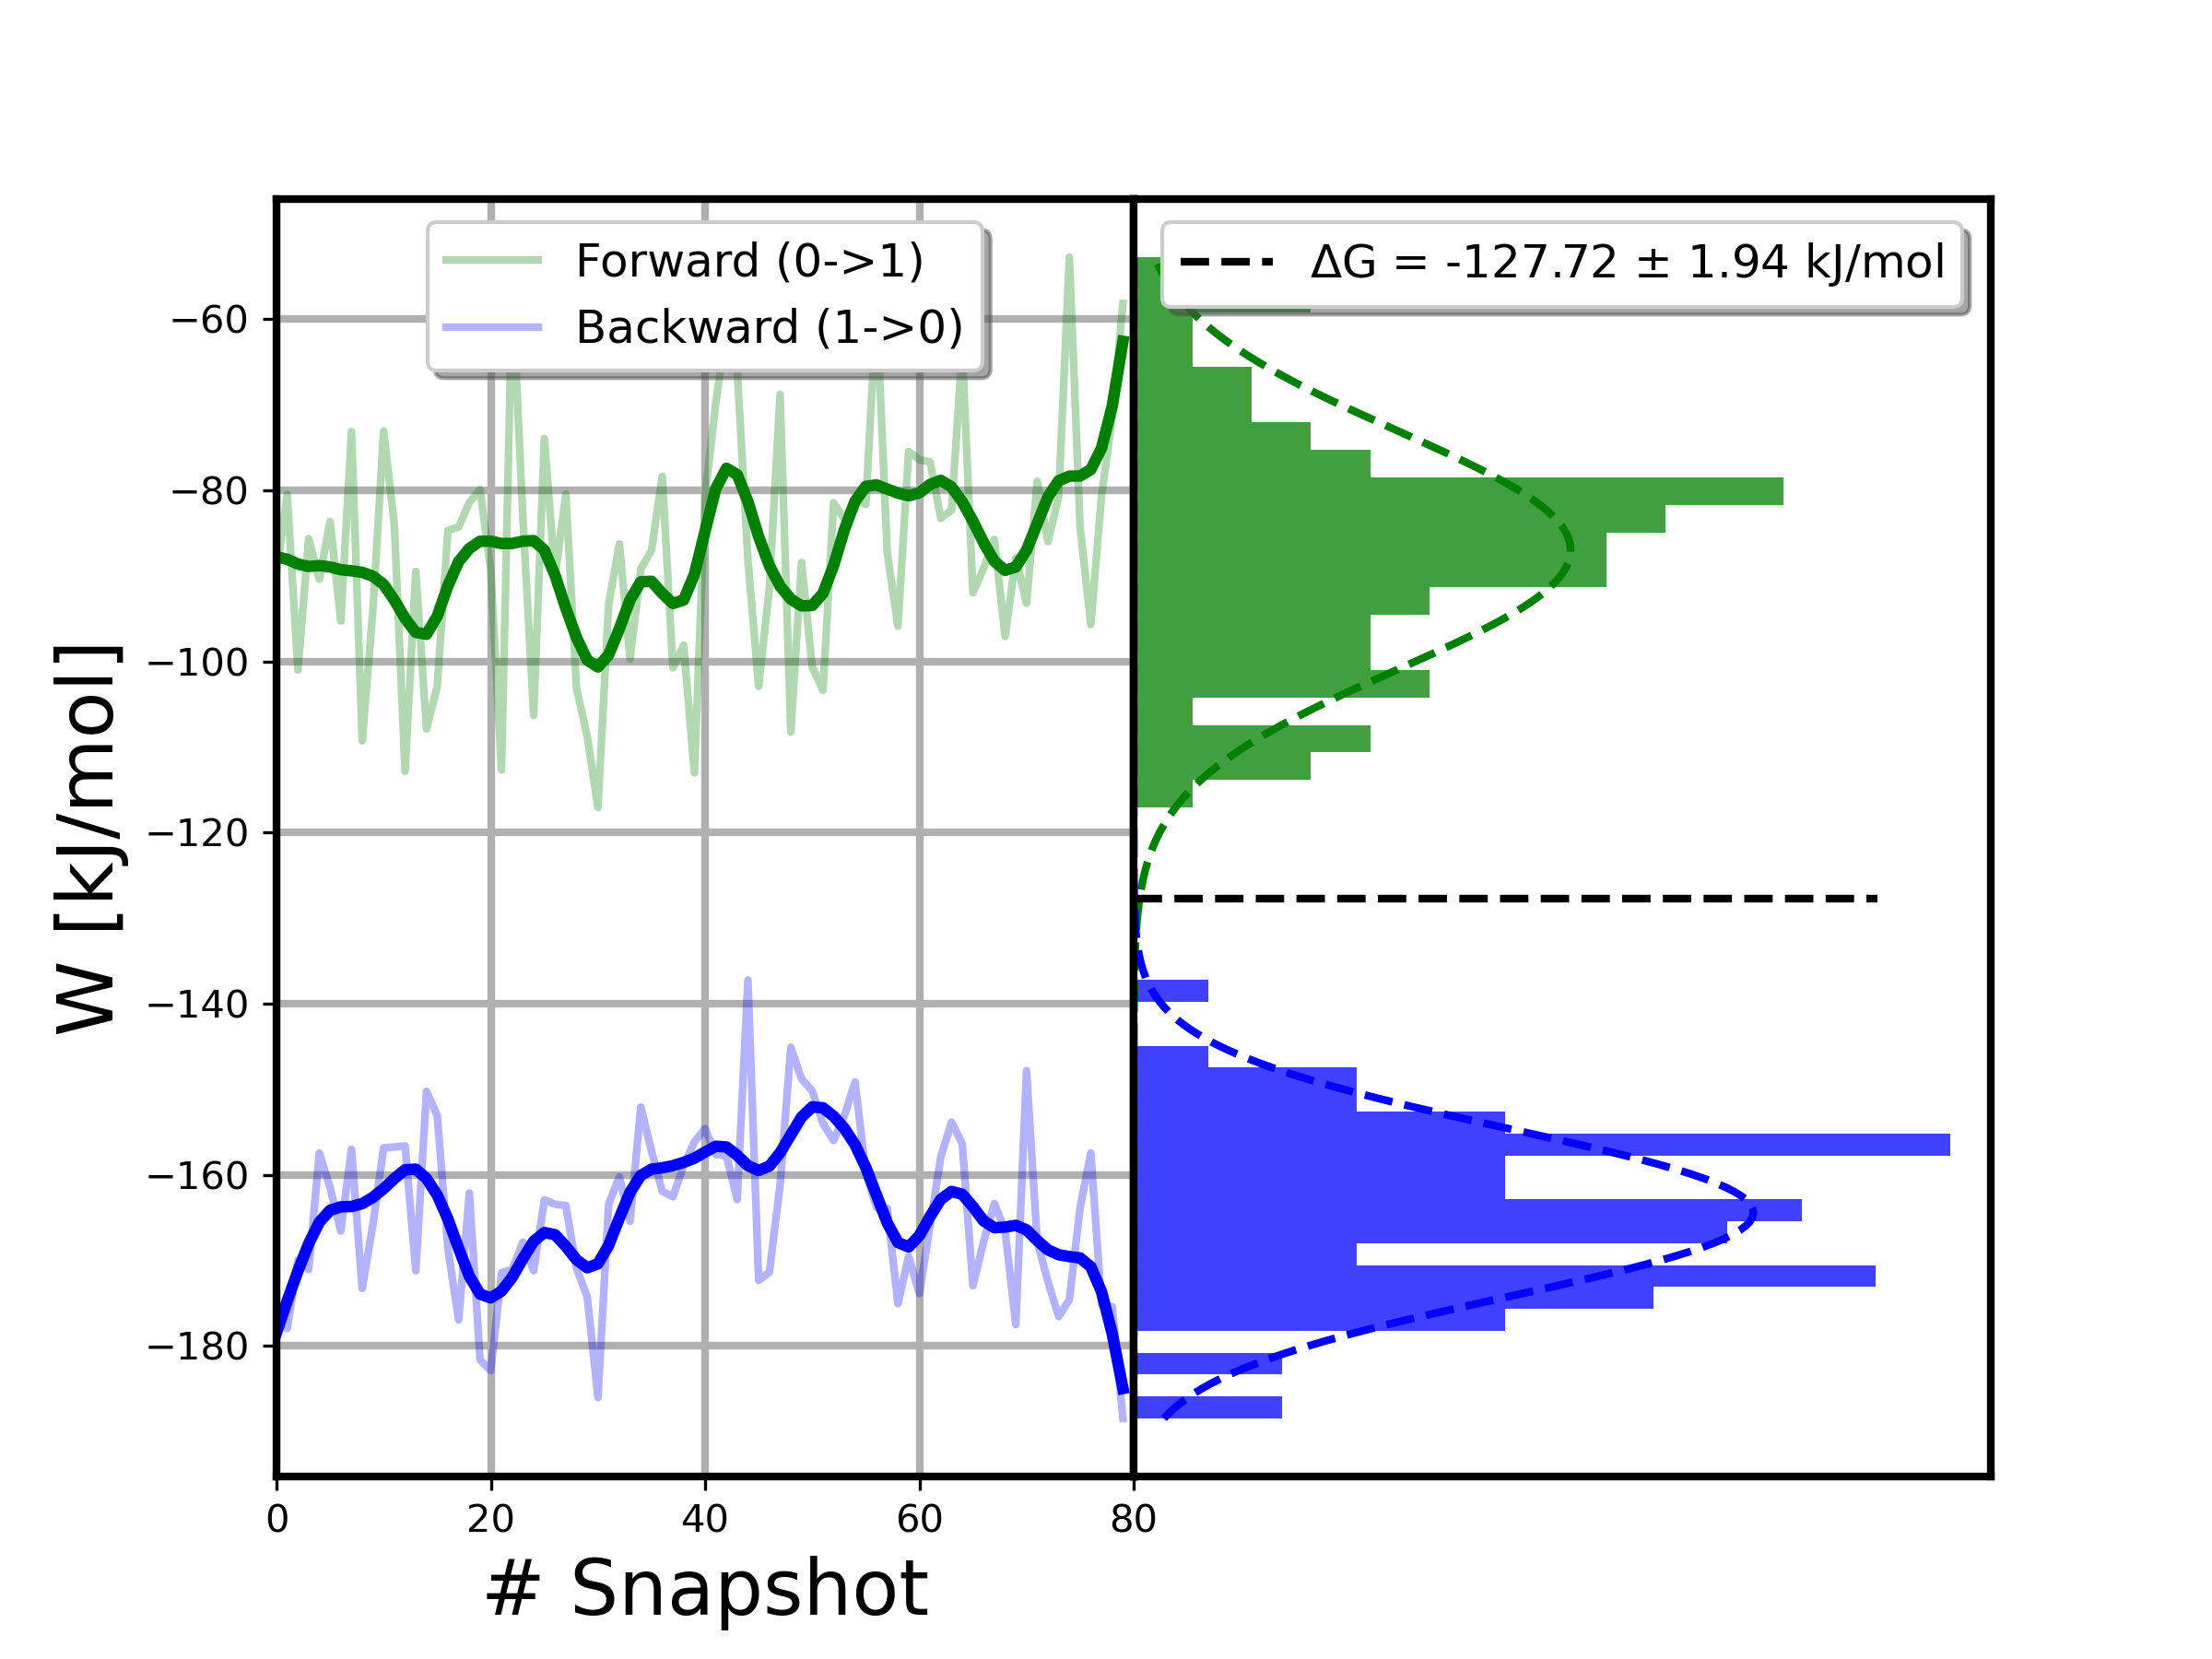 Forward (0->1)
Backward (1->0)
ΔG = -127.72 ± 1.94 kJ/mol
W [kJ/mol]
−60
−80
−100
−120
−140
−160
−180
0 20 40 60 80
# Snapshot